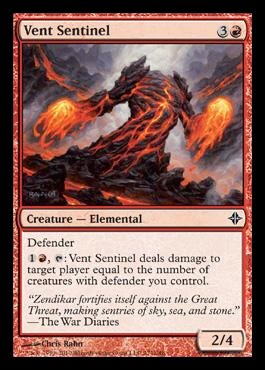 Vent Sentinel 3
Creature — Elemental
Defender
1, : Vent Sentinel deals damage to
target player equal to the number of
creatures with defender you control.
"Zendikar fortifies itself against the Great
Threat, making sentries of sky, sea, and stone."
—The War Diaries
Chris Rahn
2/4